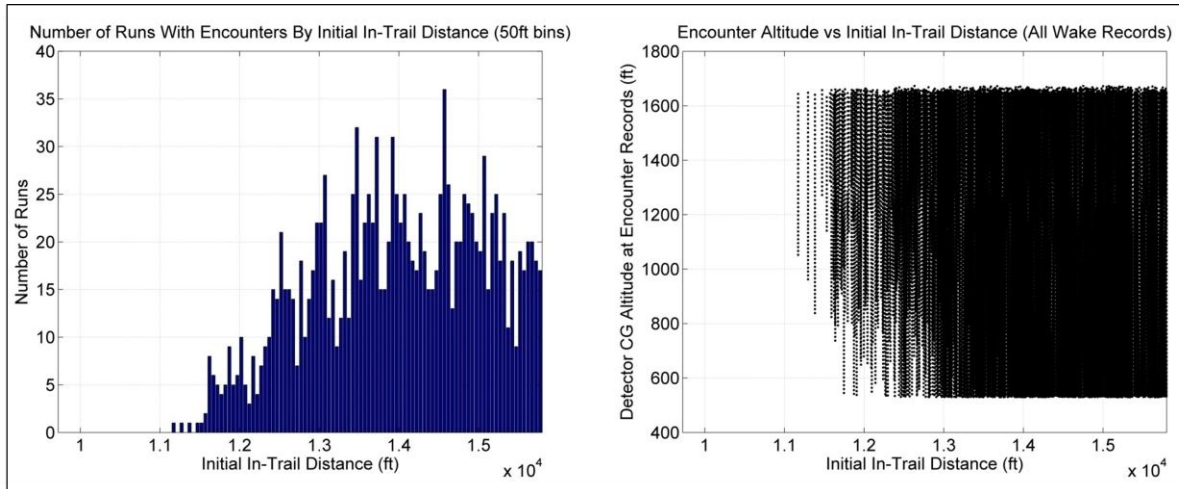 Number of Runs With Encounters By Initial In-Trail Distance (50ft bins)
40
35
30
25
20
15
10
5
0
Number of Runs
1 1.1 1.2 1.3 1.4 1.5
Initial In-Trail Distance (ft)
x 10^4
Encounter Altitude vs Initial In-Trail Distance (All Wake Records)
1800
1600
1400
1200
1000
800
600
400
Detector CG Altitude at Encounter Records (ft)
1 1.1 1.2 1.3 1.4 1.5
Initial In-Trail Distance (ft)
x 10^4